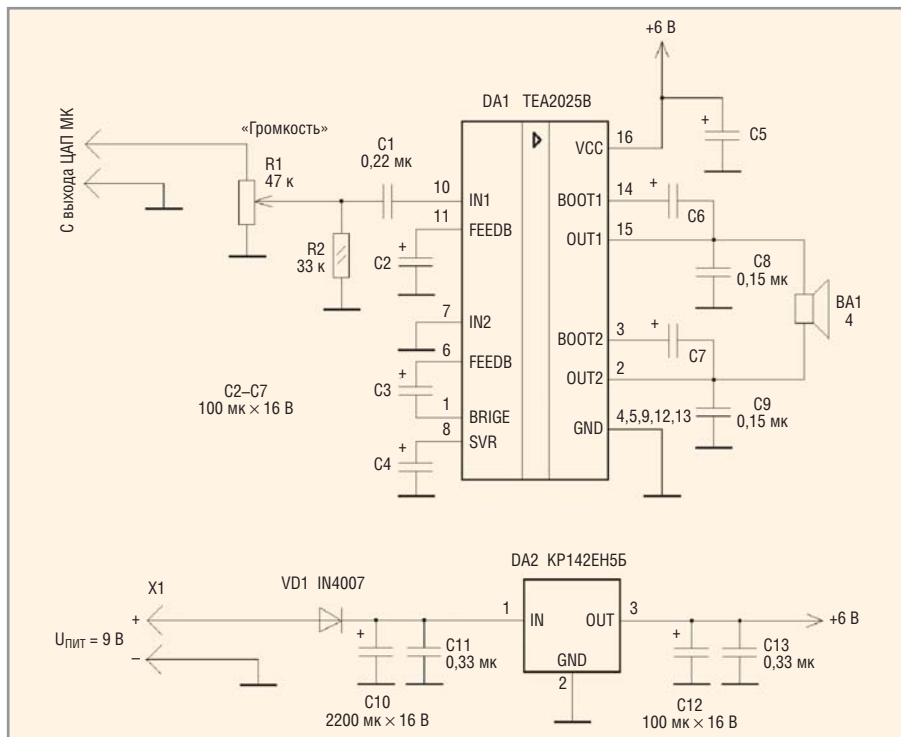 +6 В
DA1 TEA2025B
С выхода ЦАП МК
«Громкость»
R1
47 к
C1
0,22 мк
R2
33 к
10
IN1
11
FEEDB
C2
+
7
IN2
6
FEEDB
C3
+
1
BRIGE
8
SVR
C4
+
C2–C7
100 мк × 16 В
VCC
16
+
C5
BOOT1
14
+
C6
OUT1
15
C8
0,15 мк
BA1
4
BOOT2
3
+
C7
OUT2
2
C9
0,15 мк
GND
4,5,9,12,13
X1
+
UПИТ = 9 В
–
VD1 IN4007
+
C10
2200 мк × 16 В
C11
0,33 мк
DA2 КР142ЕН5Б
1
IN
OUT
3
GND
2
+
C12
100 мк × 16 В
C13
0,33 мк
+6 В